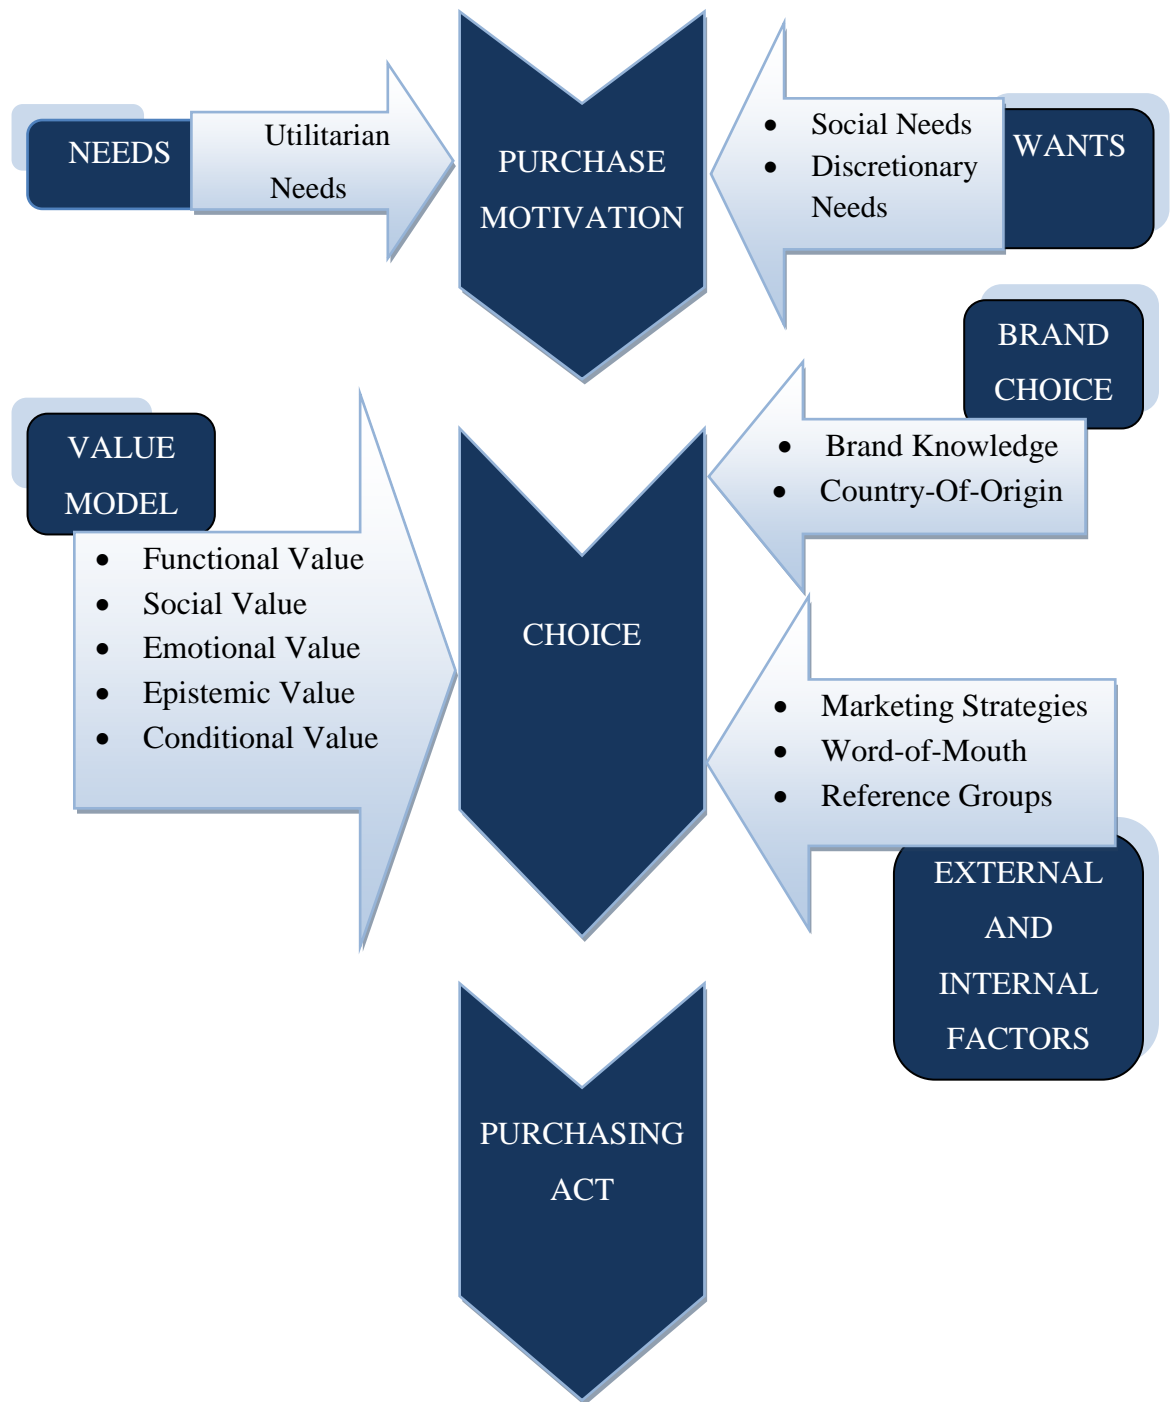 NEEDS
Utilitarian
Needs
PURCHASE
MOTIVATION
• Social Needs
• Discretionary
Needs
WANTS
BRAND
CHOICE
• Brand Knowledge
• Country-Of-Origin
VALUE
MODEL
• Functional Value
• Social Value
• Emotional Value
• Epistemic Value
• Conditional Value
CHOICE
• Marketing Strategies
• Word-of-Mouth
• Reference Groups
EXTERNAL
AND
INTERNAL
FACTORS
PURCHASING
ACT